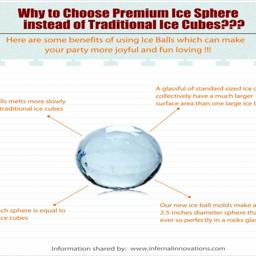 Why to Choose Premium Ice Sphere
instead of Traditional Ice Cubes???
Here are some benefits of using Ice Balls which can make
your party more joyful and fun loving !!!
A glassful of standard sized ice c
collectively have a much larger
surface area than one large ice b
lls melts more slowly
traditional ice cubes
ch sphere is equal to
ce cubes
Our new ice ball molds make a
2.5-inches diameter sphere tha
ever so perfectly in a rocks glass
Information shared by: www.infernalinnovations.com